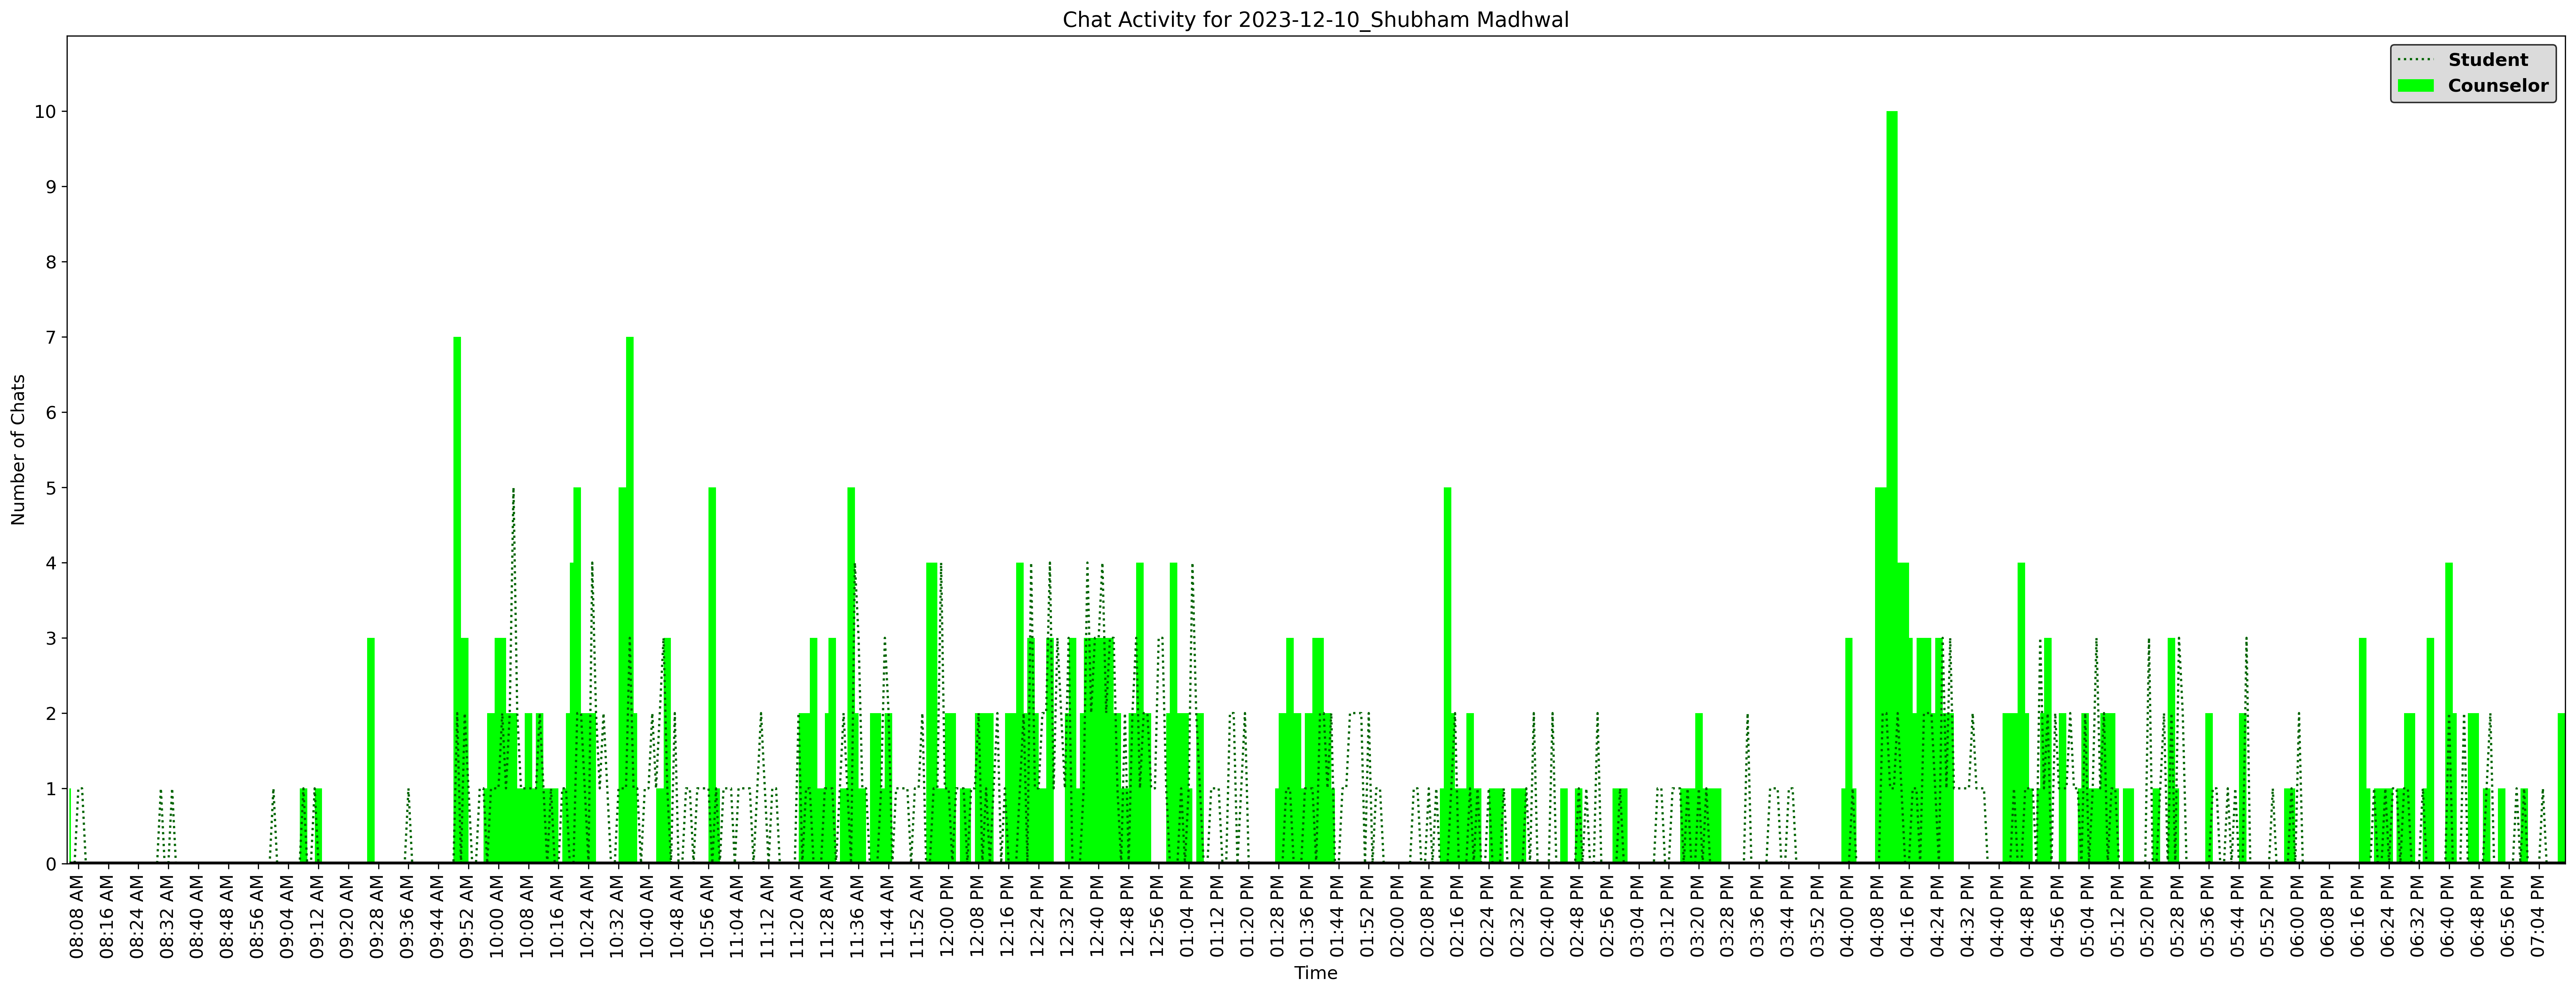 Chat Activity for 2023-12-10_Shubham Madhwal
Student
Counselor
Number of Chats
10
9
8
7
6
5
4
3
2
1
0
08:08 AM
08:16 AM
08:24 AM
08:32 AM
08:40 AM
08:48 AM
08:56 AM
09:04 AM
09:12 AM
09:20 AM
09:28 AM
09:36 AM
09:44 AM
09:52 AM
10:00 AM
10:08 AM
10:16 AM
10:24 AM
10:32 AM
10:40 AM
10:48 AM
10:56 AM
11:04 AM
11:12 AM
11:20 AM
11:28 AM
11:36 AM
11:44 AM
11:52 AM
12:00 PM
12:08 PM
12:16 PM
12:24 PM
12:32 PM
12:40 PM
12:48 PM
12:56 PM
01:04 PM
01:12 PM
01:20 PM
01:28 PM
01:36 PM
01:44 PM
01:52 PM
02:00 PM
02:08 PM
02:16 PM
02:24 PM
02:32 PM
02:40 PM
02:48 PM
02:56 PM
03:04 PM
03:12 PM
03:20 PM
03:28 PM
03:36 PM
03:44 PM
03:52 PM
04:00 PM
04:08 PM
04:16 PM
04:24 PM
04:32 PM
04:40 PM
04:48 PM
04:56 PM
05:04 PM
05:12 PM
05:20 PM
05:28 PM
05:36 PM
05:44 PM
05:52 PM
06:00 PM
06:08 PM
06:16 PM
06:24 PM
06:32 PM
06:40 PM
06:48 PM
06:56 PM
07:04 PM
Time